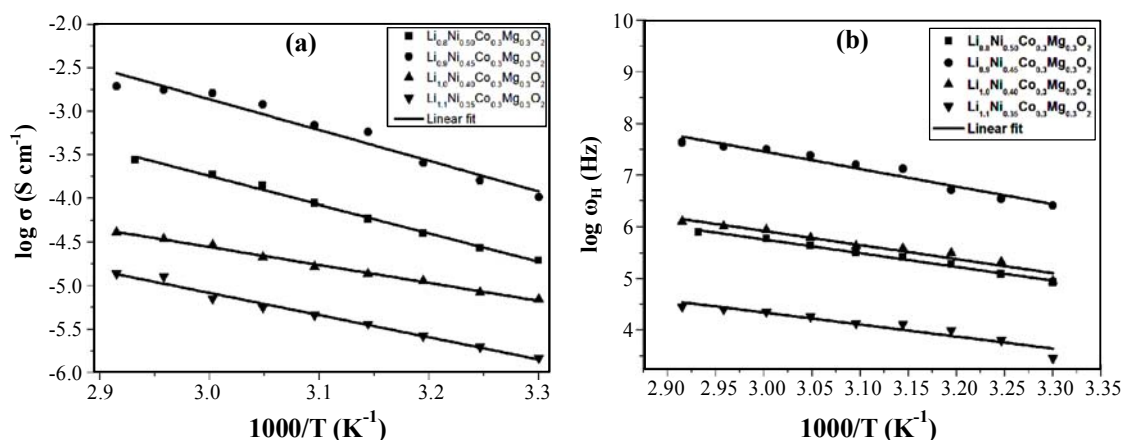 (a)
Li0.8Ni0.50Co0.3Mg0.3O2
Li0.9Ni0.45Co0.3Mg0.3O2
Li1.0Ni0.40Co0.3Mg0.3O2
Li1.1Ni0.35Co0.3Mg0.3O2
Linear fit
log σ (S cm-1)
-2.0
-2.5
-3.0
-3.5
-4.0
-4.5
-5.0
-5.5
-6.0
2.9 3.0 3.1 3.2 3.3
1000/T (K-1)
(b)
Li0.8Ni0.50Co0.3Mg0.3O2
Li0.9Ni0.45Co0.3Mg0.3O2
Li1.0Ni0.40Co0.3Mg0.3O2
Li1.1Ni0.35Co0.3Mg0.3O2
Linear fit
log ωH (Hz)
10
8
7
6
5
4
2.90 2.95 3.00 3.05 3.10 3.15 3.20 3.25 3.30 3.35
1000/T (K-1)